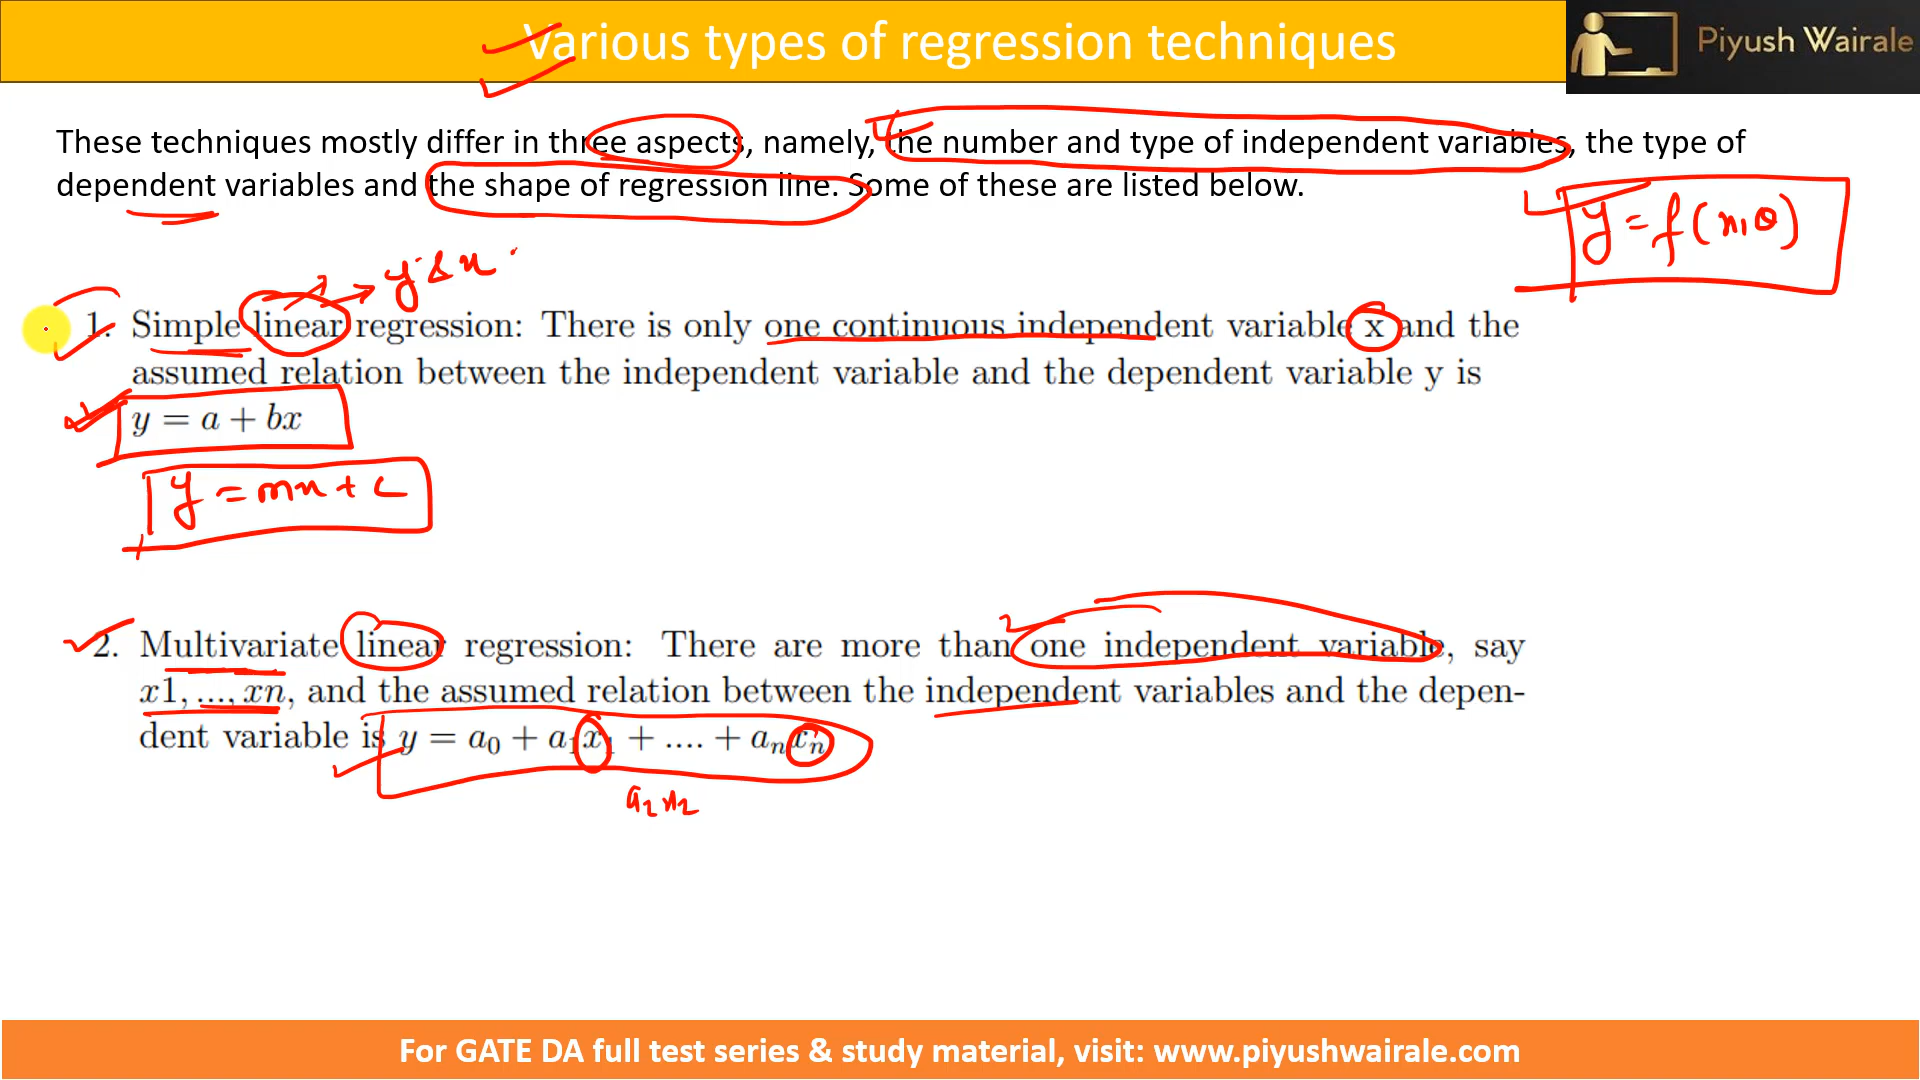 Various types of regression techniques
Piyush Wairale
These techniques mostly differ in three aspects, namely, the number and type of independent variables, the type of
dependent variables and the shape of regression line. Some of these are listed below.
y = f(x, θ)
y & x
1. Simple linear regression: There is only one continuous independent variable x and the
assumed relation between the independent variable and the dependent variable y is
y = a + bx
y = mx + c
2. Multivariate linear regression: There are more than one independent variable, say
x1, ..., xn, and the assumed relation between the independent variables and the depen-
dent variable is y = a₀ + a₁x₁ + .... + aₙxₙ
a₂x₂
For GATE DA full test series & study material, visit: www.piyushwairale.com